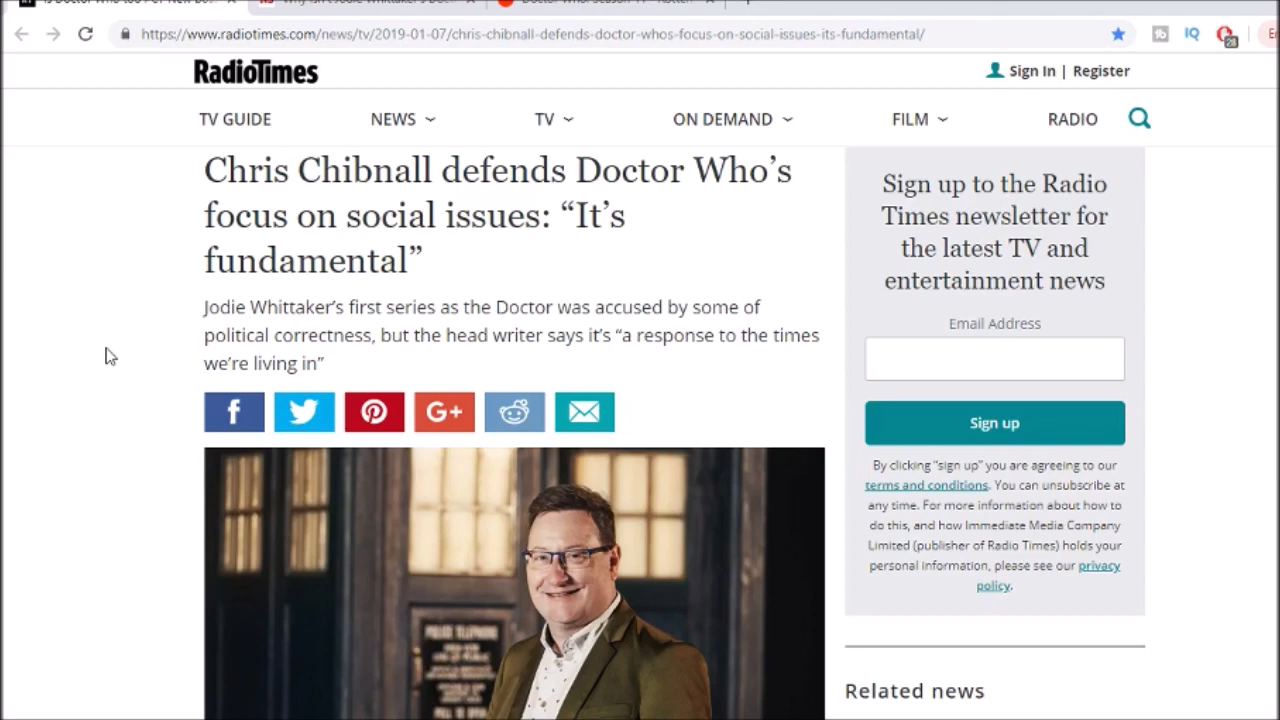 https://www.radiotimes.com/news/tv/2019-01-07/chris-chibnall-defends-doctor-whos-focus-on-social-issues-its-fundamental/
RadioTimes
Sign In | Register
TV GUIDE
NEWS
TV
ON DEMAND
FILM
RADIO
Chris Chibnall defends Doctor Who’s
focus on social issues: “It’s
fundamental”
Jodie Whittaker’s first series as the Doctor was accused by some of
political correctness, but the head writer says it’s “a response to the times
we’re living in”
f
G+
Sign up to the Radio
Times newsletter for
the latest TV and
entertainment news
Email Address
Sign up
By clicking “sign up” you are agreeing to our
terms and conditions. You can unsubscribe at
any time. For more information about how to
do this, and how Immediate Media Company
Limited (publisher of Radio Times) holds your
personal information, please see our privacy
policy.
POLICE TELEPHONE
Related news